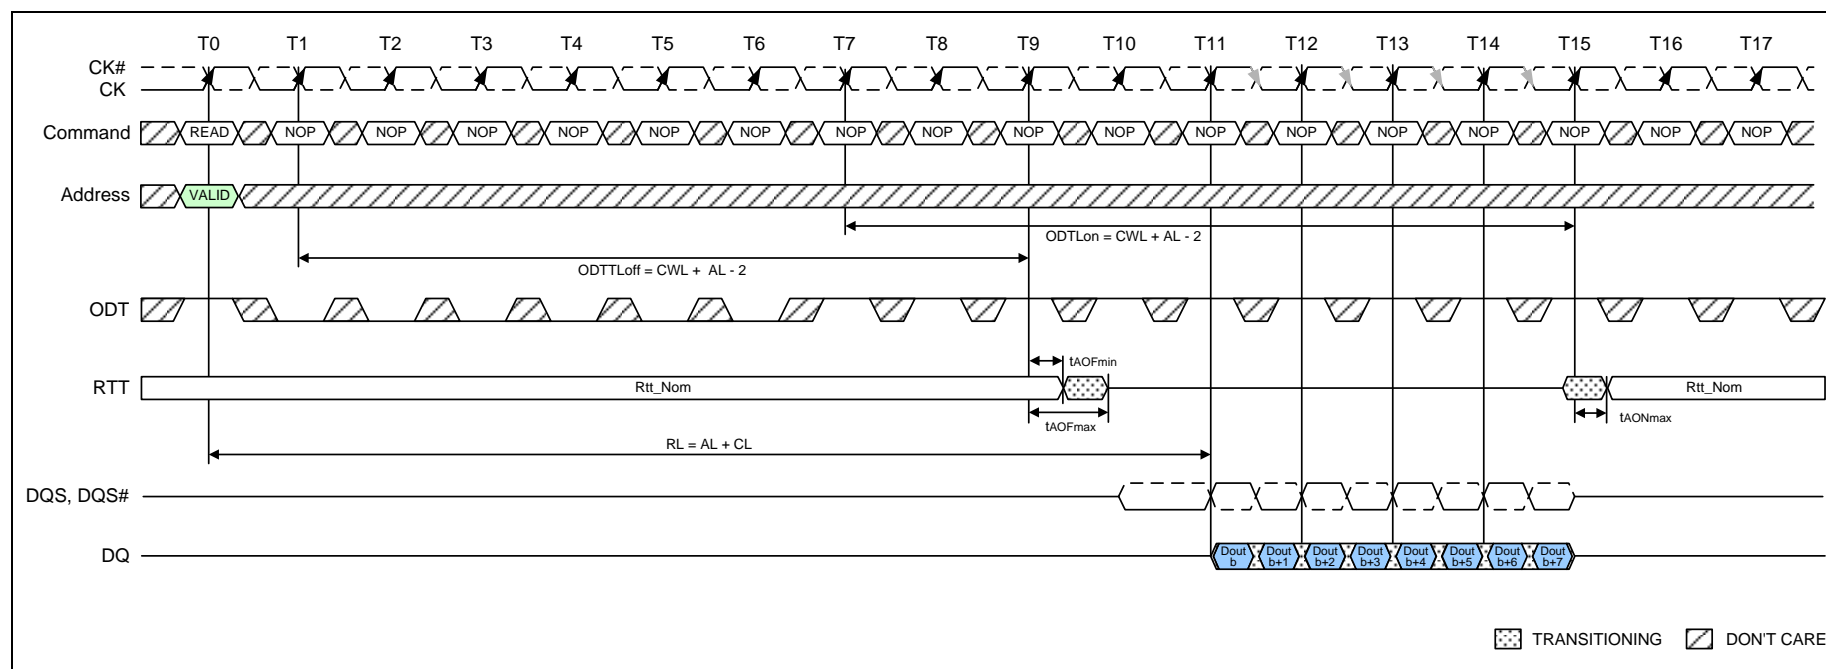 T0 T1 T2 T3 T4 T5 T6 T7 T8 T9 T10 T11 T12 T13 T14 T15 T16 T17
CK#
CK
Command READ NOP NOP NOP NOP NOP NOP NOP NOP NOP NOP NOP NOP NOP NOP NOP NOP NOP
Address VALID
ODTLon = CWL + AL - 2
ODTTLoff = CWL + AL - 2
ODT
tAOFmin
RTT Rtt_Nom Rtt_Nom
tAOFmax tAONmax
RL = AL + CL
DQS, DQS#
DQ Dout b Dout b+1 Dout b+2 Dout b+3 Dout b+4 Dout b+5 Dout b+6 Dout b+7
TRANSITIONING DON'T CARE